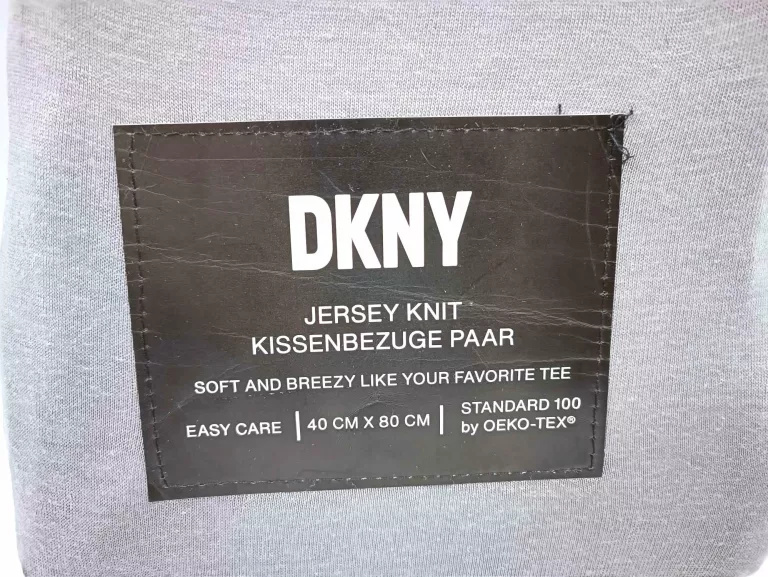 DKNY
JERSEY KNIT
KISSENBEZUGE PAAR
SOFT AND BREEZY LIKE YOUR FAVORITE TEE
EASY CARE | 40 CM X 80 CM | STANDARD 100
by OEKO-TEX®